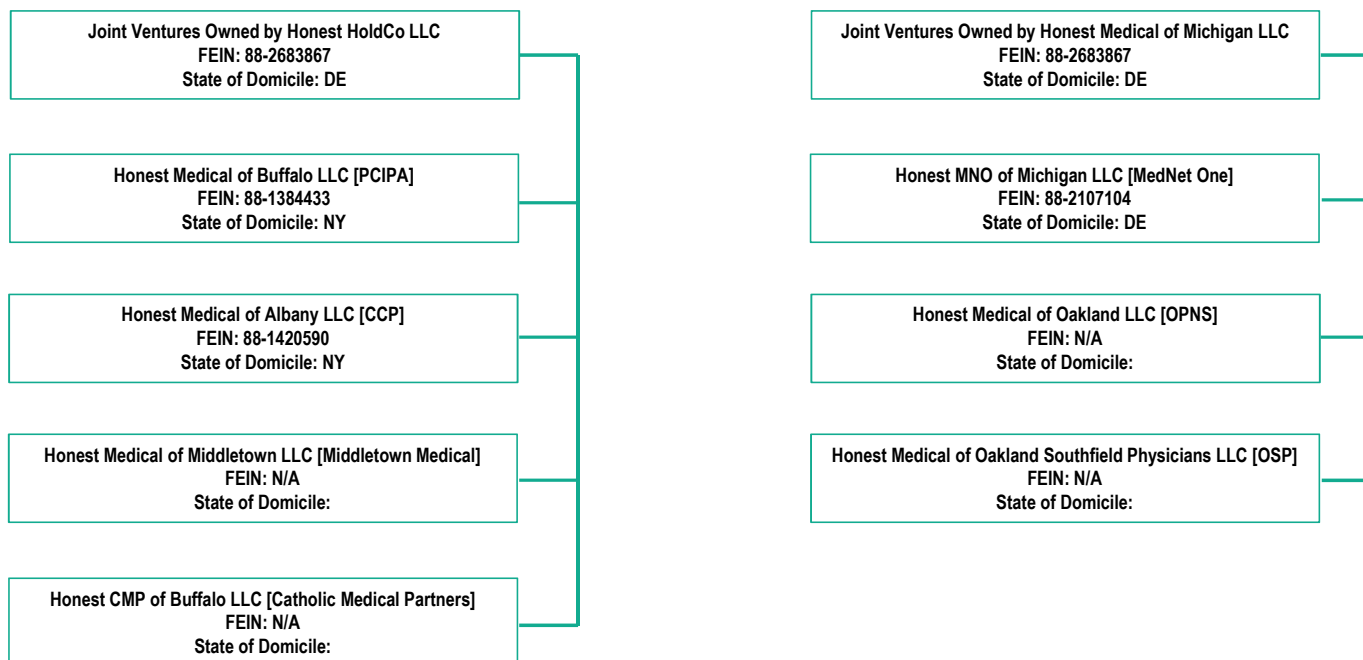 Joint Ventures Owned by Honest HoldCo LLC
FEIN: 88-2683867
State of Domicile: DE
Honest Medical of Buffalo LLC [PCIPA]
FEIN: 88-1384433
State of Domicile: NY
Honest Medical of Albany LLC [CCP]
FEIN: 88-1420590
State of Domicile: NY
Honest Medical of Middletown LLC [Middletown Medical]
FEIN: N/A
State of Domicile:
Honest CMP of Buffalo LLC [Catholic Medical Partners]
FEIN: N/A
State of Domicile:
Joint Ventures Owned by Honest Medical of Michigan LLC
FEIN: 88-2683867
State of Domicile: DE
Honest MNO of Michigan LLC [MedNet One]
FEIN: 88-2107104
State of Domicile: DE
Honest Medical of Oakland LLC [OPNS]
FEIN: N/A
State of Domicile:
Honest Medical of Oakland Southfield Physicians LLC [OSP]
FEIN: N/A
State of Domicile: